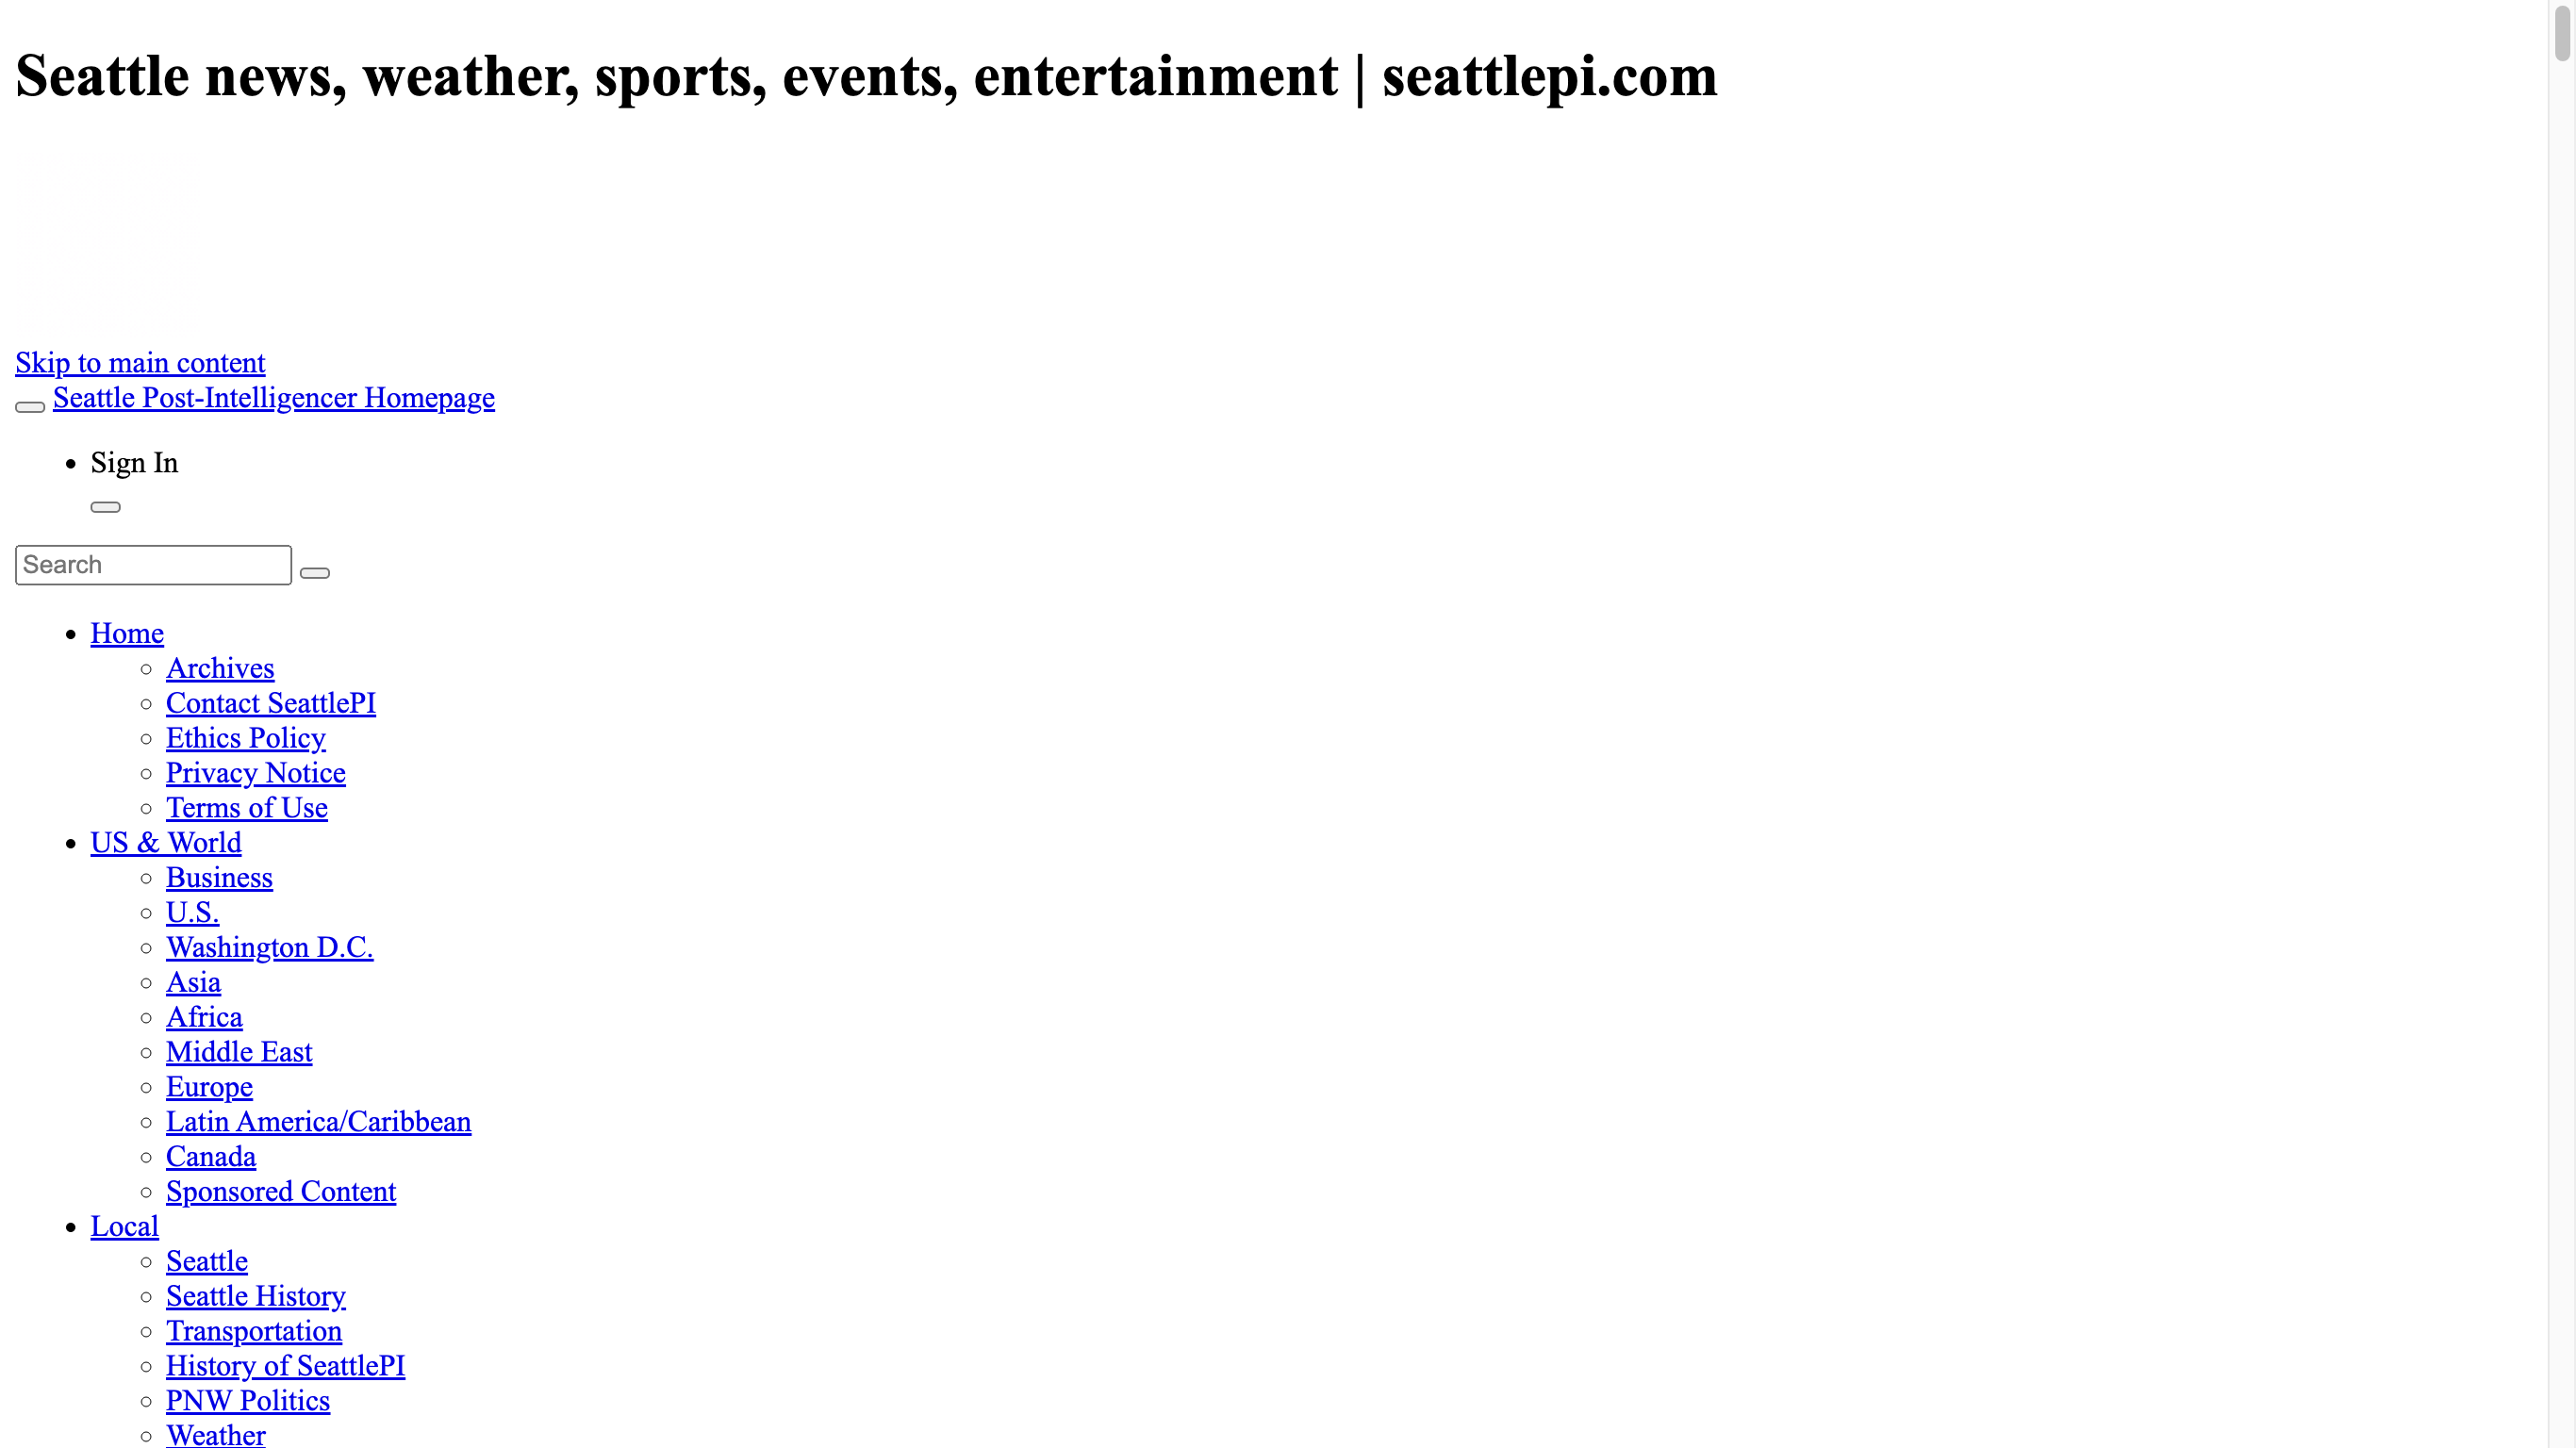 Seattle news, weather, sports, events, entertainment | seattlepi.com
Skip to main content
Seattle Post-Intelligencer Homepage
Sign In
Search
Home
Archives
Contact SeattlePI
Ethics Policy
Privacy Notice
Terms of Use
US & World
Business
U.S.
Washington D.C.
Asia
Africa
Middle East
Europe
Latin America/Caribbean
Canada
Sponsored Content
Local
Seattle
Seattle History
Transportation
History of SeattlePI
PNW Politics
Weather